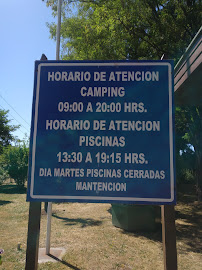 HORARIO DE ATENCION
CAMPING
09:00 A 20:00 HRS.
HORARIO DE ATENCION
PISCINAS
13:30 A 19:15 HRS.
DIA MARTES PISCINAS CERRADAS
MANTENCION